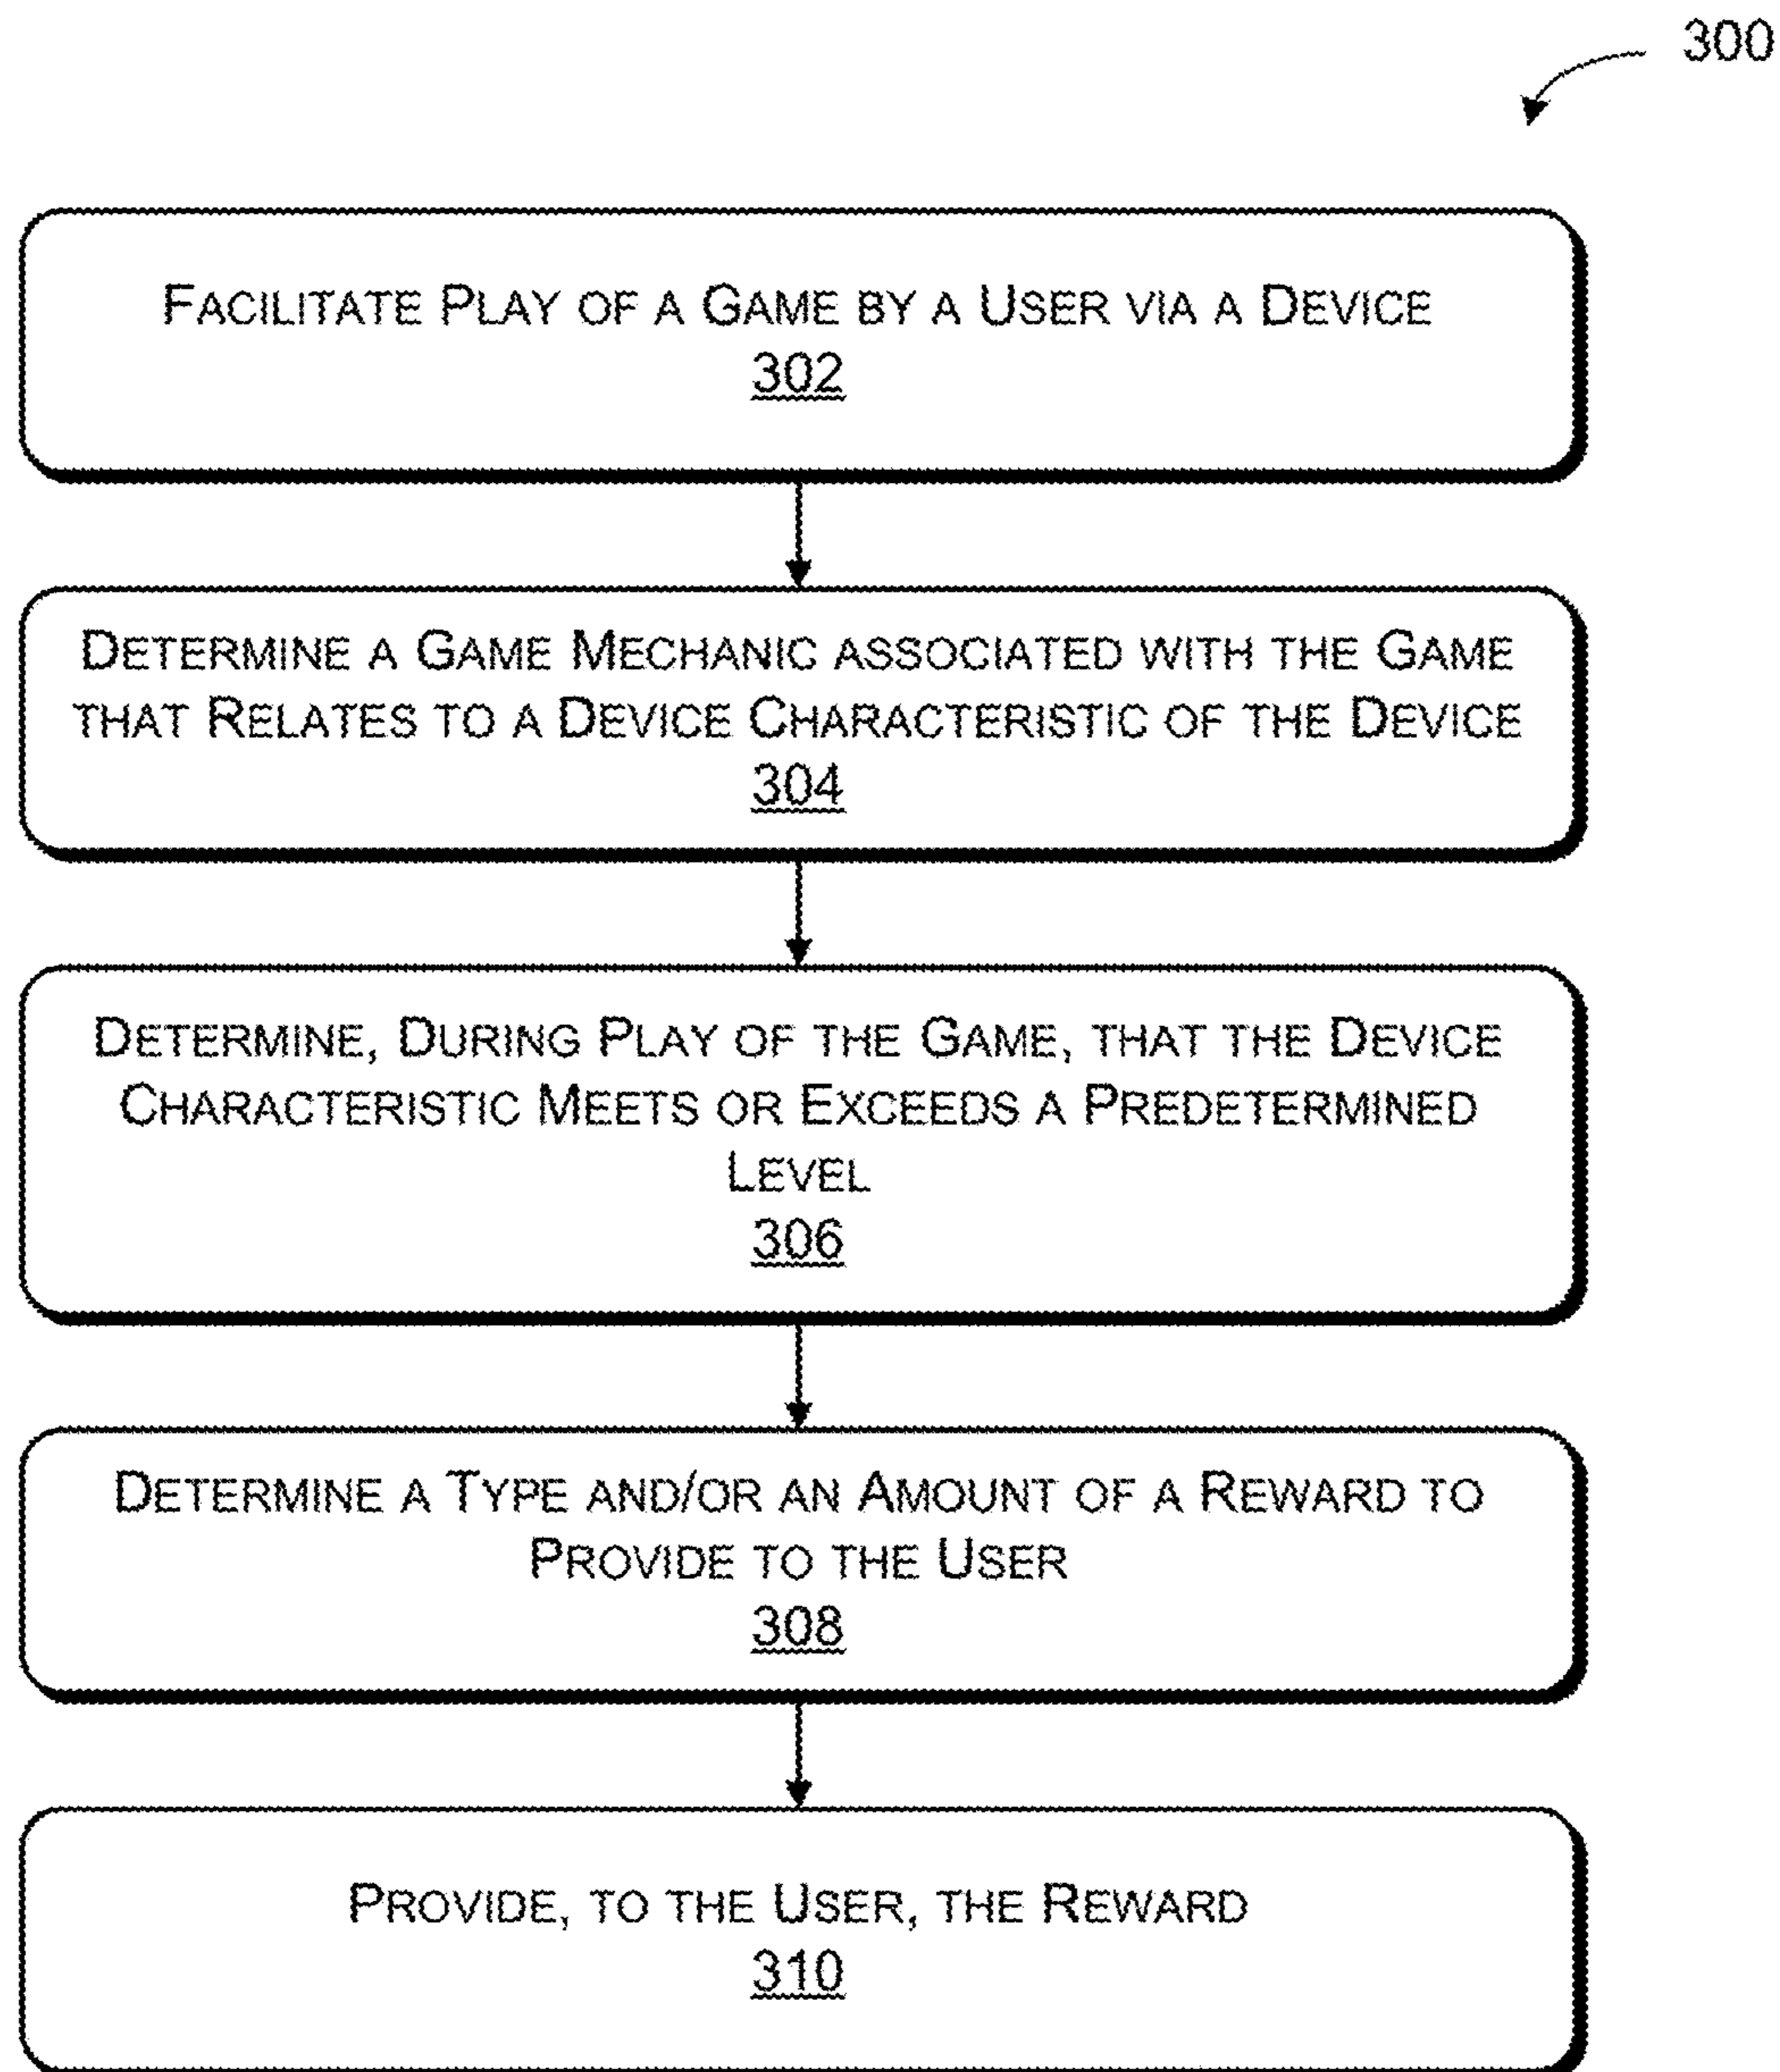 300
FACILITATE PLAY OF A GAME BY A USER VIA A DEVICE
302
DETERMINE A GAME MECHANIC ASSOCIATED WITH THE GAME
THAT RELATES TO A DEVICE CHARACTERISTIC OF THE DEVICE
304
DETERMINE, DURING PLAY OF THE GAME, THAT THE DEVICE
CHARACTERISTIC MEETS OR EXCEEDS A PREDETERMINED
LEVEL
306
DETERMINE A TYPE AND/OR AN AMOUNT OF A REWARD TO
PROVIDE TO THE USER
308
PROVIDE, TO THE USER, THE REWARD
310